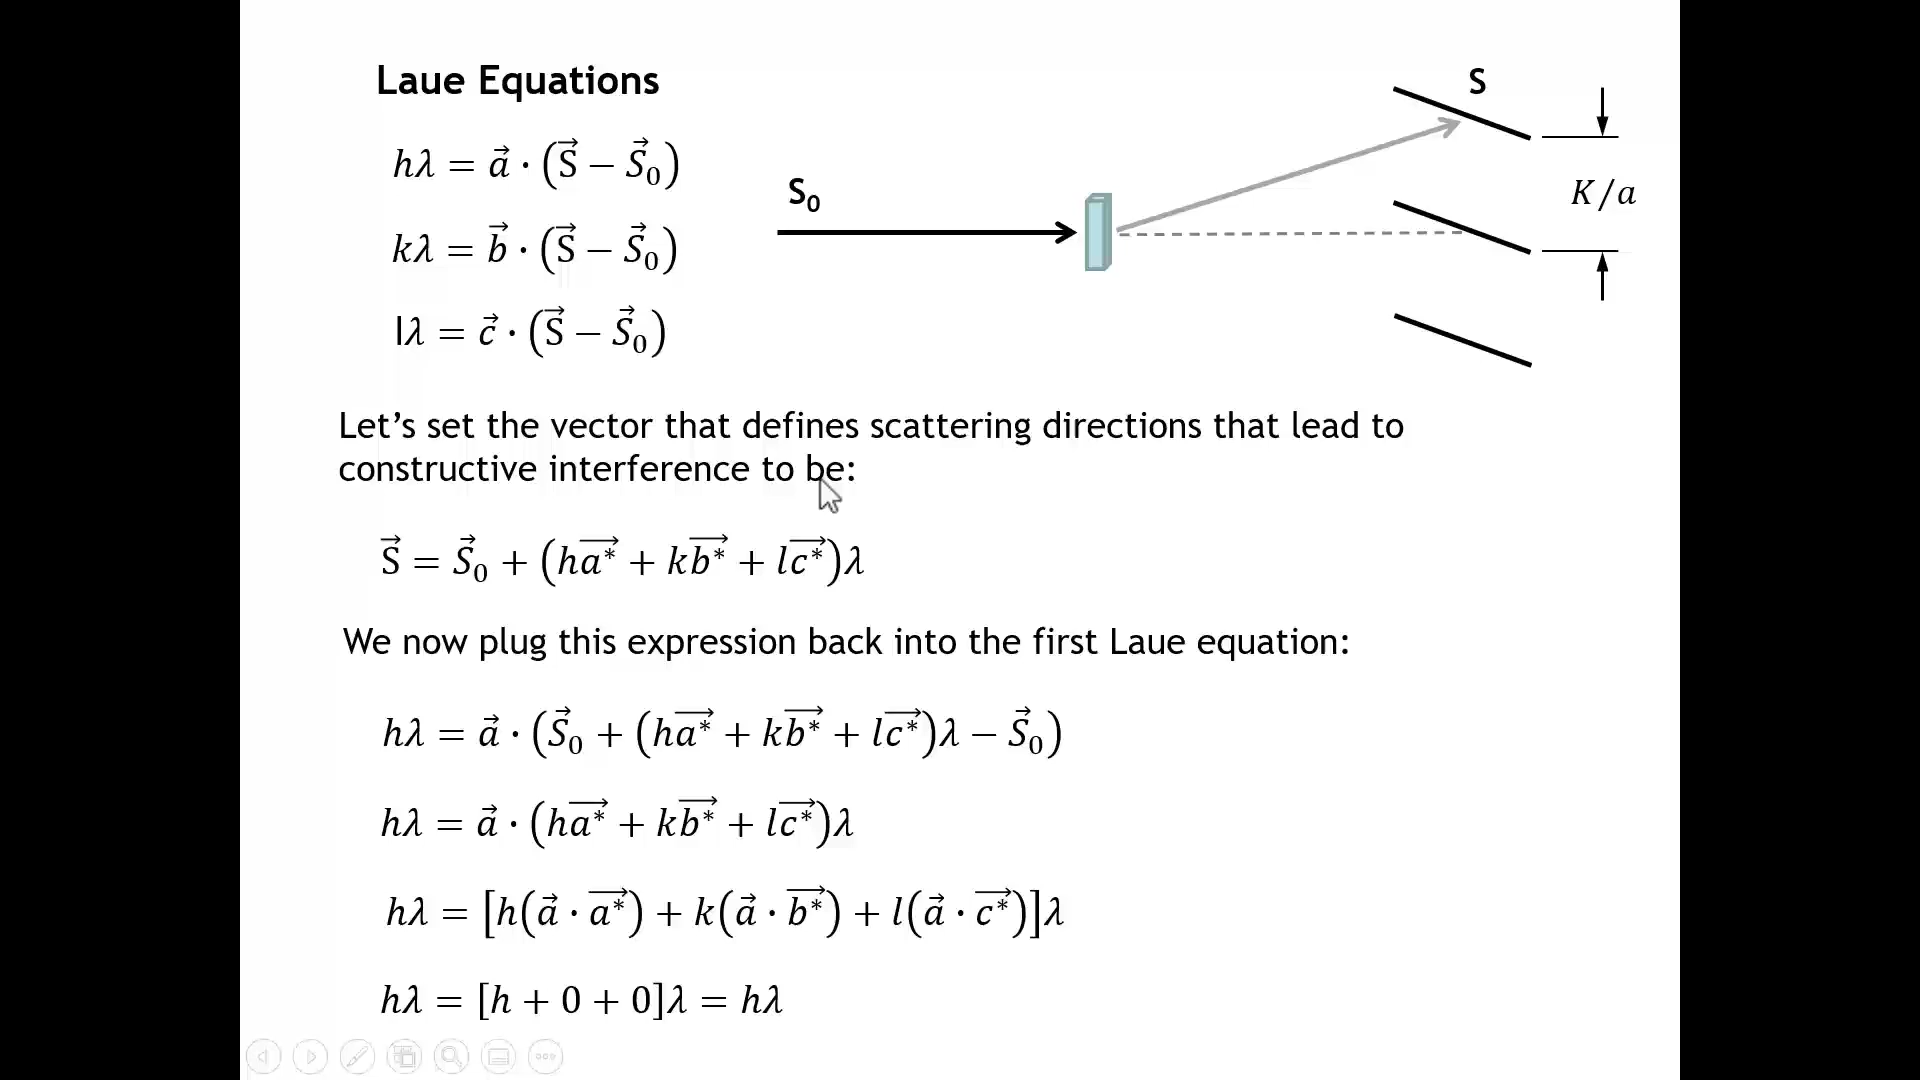 Laue Equations
S
hλ = a⃗ · (S⃗ − S⃗₀)
S₀
K/a
kλ = b⃗ · (S⃗ − S⃗₀)
lλ = c⃗ · (S⃗ − S⃗₀)
Let’s set the vector that defines scattering directions that lead to
constructive interference to be:
S⃗ = S⃗₀ + (ha*⃗ + kb*⃗ + lc*⃗)λ
We now plug this expression back into the first Laue equation:
hλ = a⃗ · (S⃗₀ + (ha*⃗ + kb*⃗ + lc*⃗)λ − S⃗₀)
hλ = a⃗ · (ha*⃗ + kb*⃗ + lc*⃗)λ
hλ = [h(a⃗ · a*⃗) + k(a⃗ · b*⃗) + l(a⃗ · c*⃗)]λ
hλ = [h + 0 + 0]λ = hλ